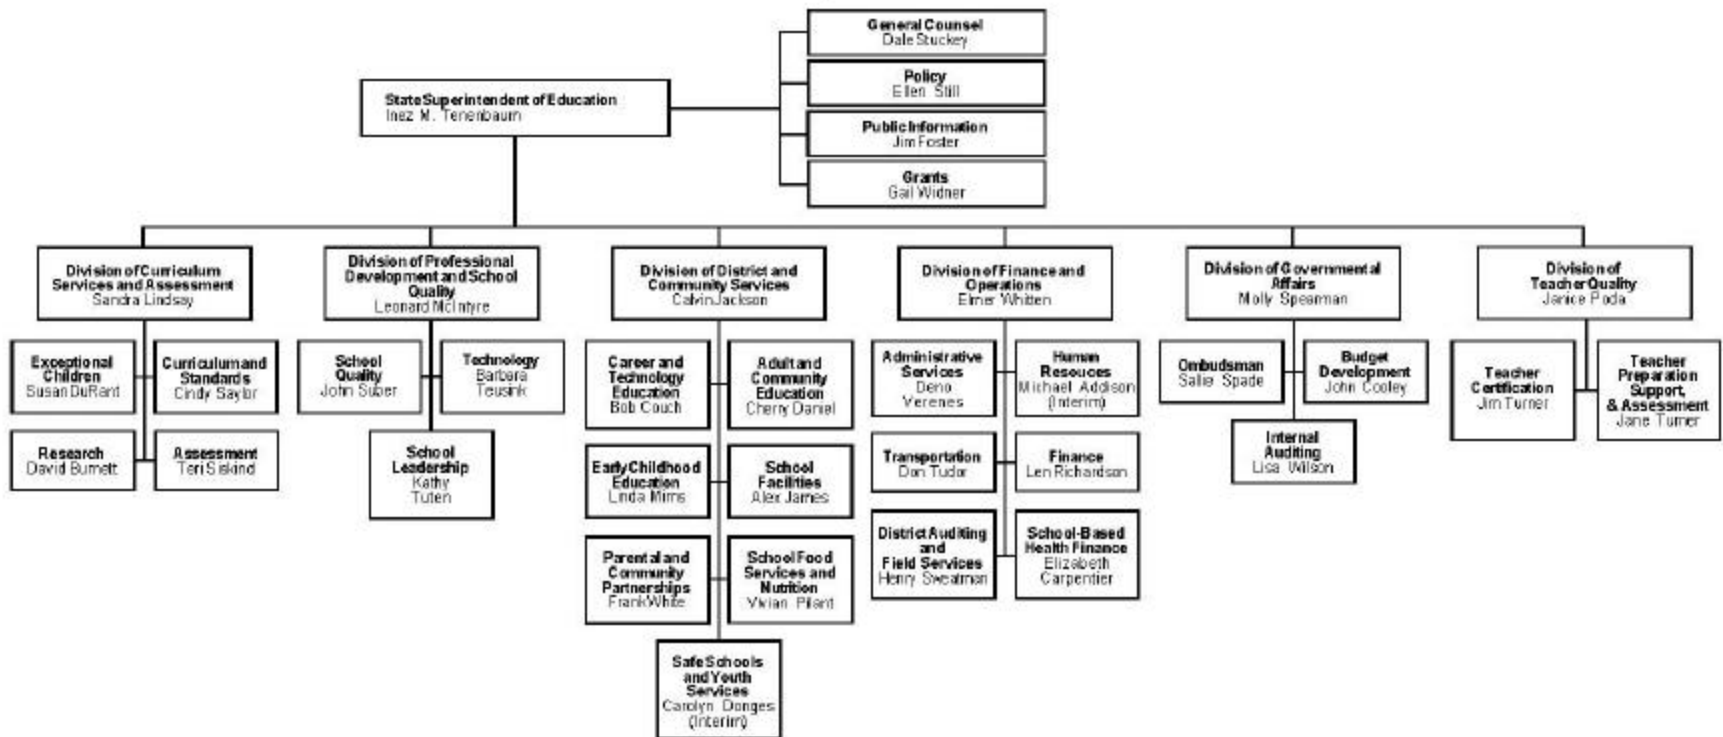 General Counsel
Dale Stuckey
Policy
Ellen Still
State Superintendent of Education
Inez M. Tenenbaum
Public Information
Jim Foster
Grants
Gail Widner
Division of Curriculum
Services and Assessment
Sandra Lindsay
Division of Professional
Development and School
Quality
Leonard McIntyre
Division of District and
Community Services
Calvin Jackson
Division of Finance and
Operations
Elmer Whitten
Division of Governmental
Affairs
Molly Spearman
Division of
Teacher Quality
Janice Poda
Exceptional
Children
Susan DuRant
Curriculum and
Standards
Cindy Saylor
School
Quality
John Suber
Technology
Barbara
Teusink
Career and
Technology
Education
Bob Couch
Adult and
Community
Education
Cherry Daniel
Administrative
Services
Deno
Verenes
Human
Resouces
Michael Addison
(Interim)
Ombudsman
Sallie Spade
Budget
Development
John Cooley
Teacher
Certification
Jim Turner
Teacher
Preparation
Support,
& Assessment
Jane Turner
Research
David Burnett
Assessment
Teri Siskind
School
Leadership
Kathy
Tuten
Early Childhood
Education
Linda Mims
School
Facilities
Alex James
Transportation
Don Tudor
Finance
Len Richardson
Internal
Auditing
Lisa Wilson
Parental and
Community
Partnerships
Frank White
School Food
Services and
Nutrition
Vivian Pilant
District Auditing
and
Field Services
Henry Sweatman
School-Based
Health Finance
Elizabeth
Carpentier
Safe Schools
and Youth
Services
Carolyn Donges
(Interim)